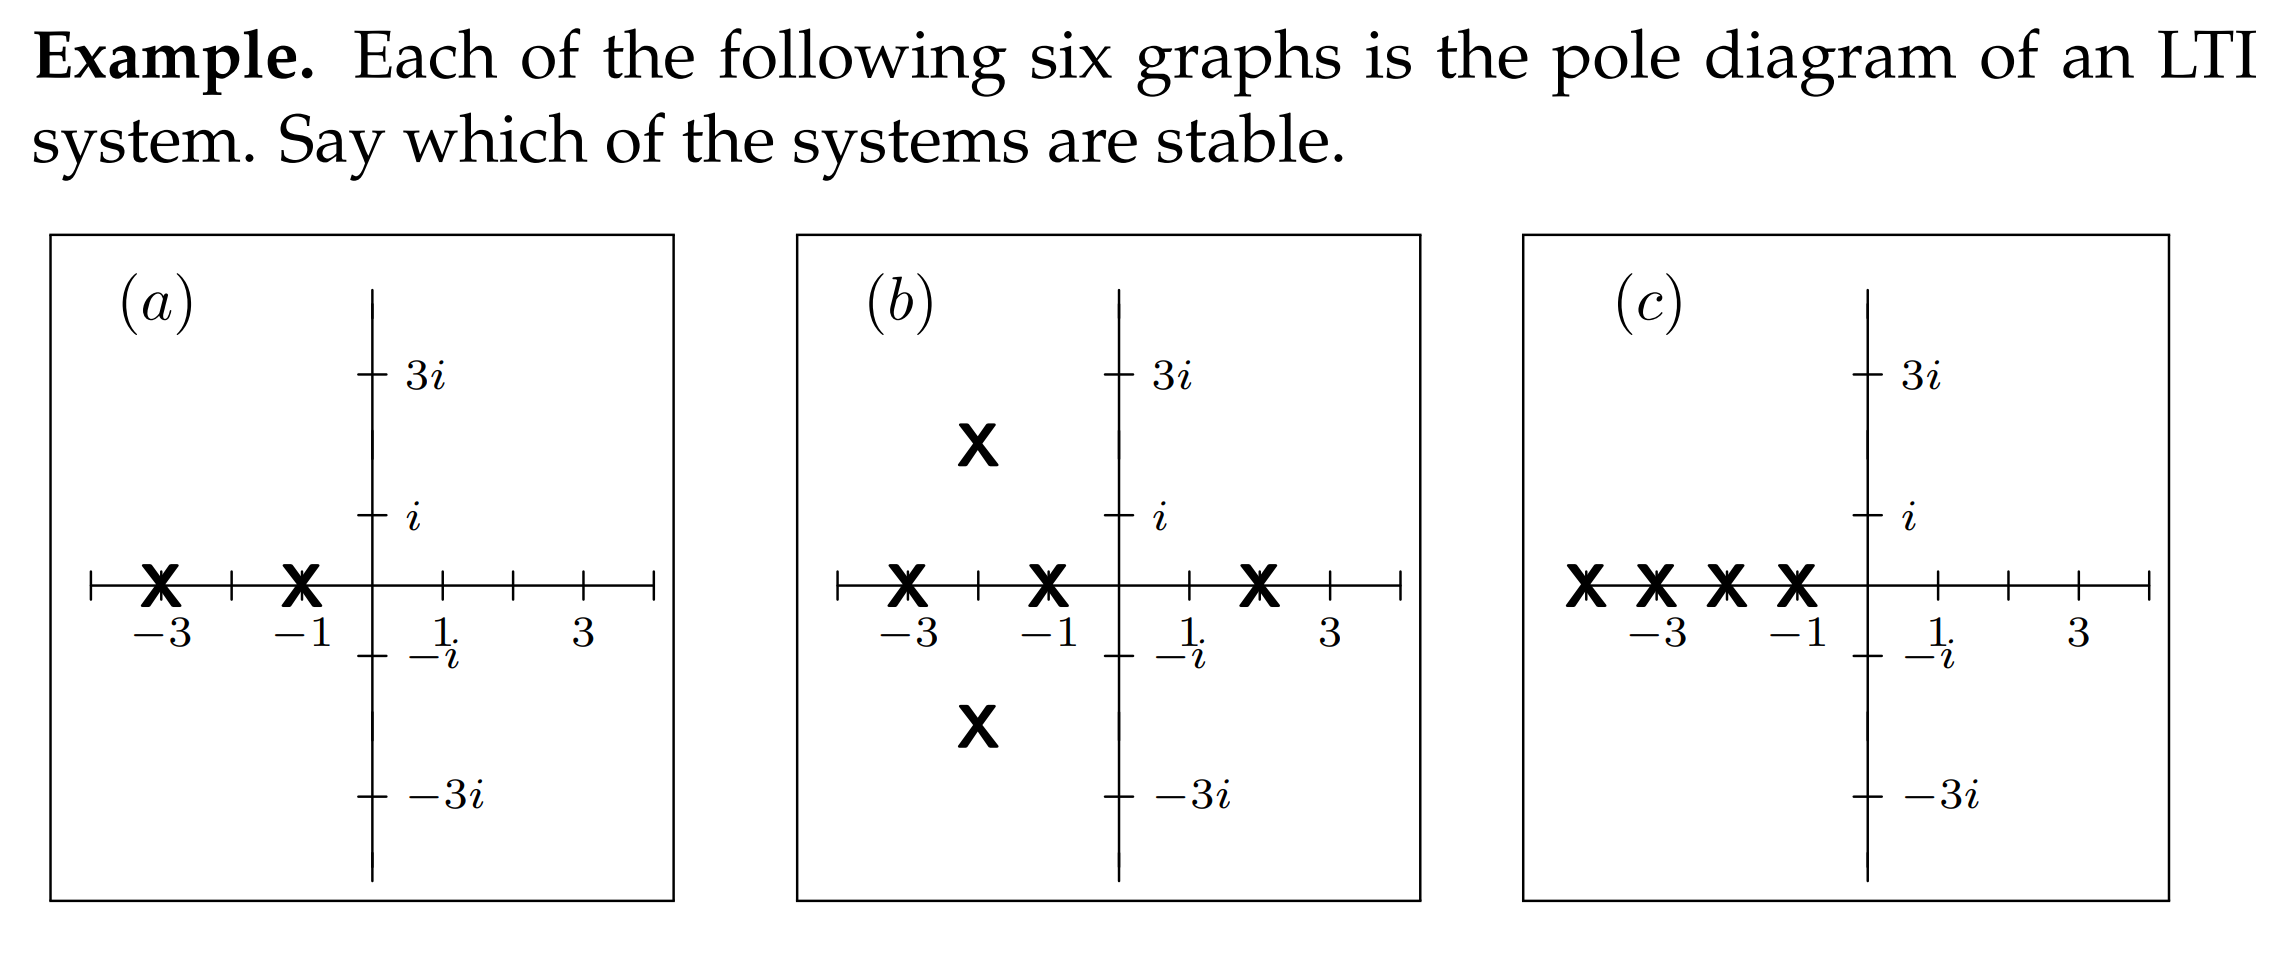 Example. Each of the following six graphs is the pole diagram of an LTI
system. Say which of the systems are stable.
(a) (b) (c)
3i 3i 3i
X
i i i
X X X X X X X X X
−3 −1 1 3 −3 −1 1 3 −3 −1 1 3
−i −i −i
X
−3i −3i −3i